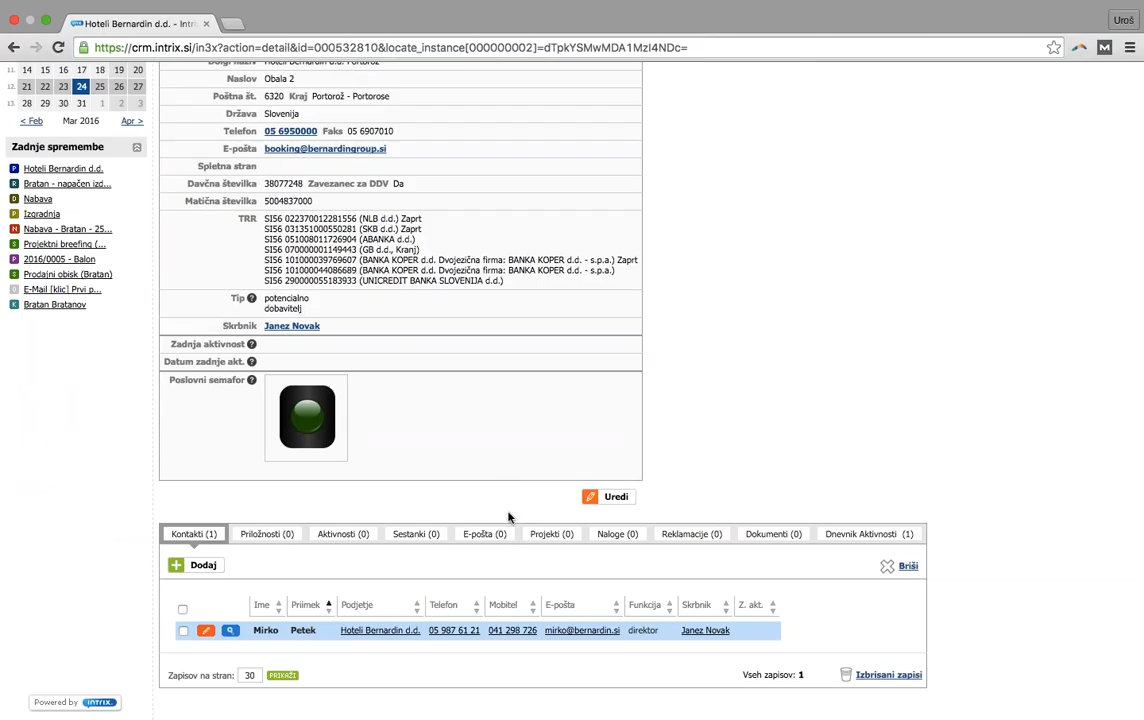 Hoteli Bernardin d.d. - Intri
Uroš
https://crm.intrix.si/in3x?action=detail&id=000532810&locate_instance[000000002]=dTpkYSMwMDA1MzI4NDc=
11. 14 15 16 17 18 19 20
12. 21 22 23 24 25 26 27
13. 28 29 30 31 1 2 3
< Feb Mar 2016 Apr >
Zadnje spremembe
P Hoteli Bernardin d.d.
R Bratan - napačen izd...
D Nabava
P Izgradnja
N Nabava - Bratan - 25...
S Projektni breefing (...
P 2016/0005 - Balon
S Prodajni obisk (Bratan)
E-Mail [klic] Prvi p...
K Bratan Bratanov
Powered by INTRIX.
Dolgi naziv Hoteli Bernardin d.d. Portorož
Naslov Obala 2
Poštna št. 6320 Kraj Portorož - Portorose
Država Slovenija
Telefon 05 6950000 Faks 05 6907010
E-pošta booking@bernardingroup.si
Spletna stran
Davčna številka 38077248 Zavezanec za DDV Da
Matična številka 5004837000
TRR SI56 022370012281556 (NLB d.d.) Zaprt
SI56 031351000550281 (SKB d.d.) Zaprt
SI56 051008011726904 (ABANKA d.d.)
SI56 070000001149443 (GB d.d., Kranj)
SI56 101000039769607 (BANKA KOPER d.d. Dvojezična firma: BANKA KOPER d.d. - s.p.a.) Zaprt
SI56 101000044086689 (BANKA KOPER d.d. Dvojezična firma: BANKA KOPER d.d. - s.p.a.)
SI56 290000055183933 (UNICREDIT BANKA SLOVENIJA d.d.)
Tip ? potencialno
dobavitelj
Skrbnik Janez Novak
Zadnja aktivnost ?
Datum zadnje akt. ?
Poslovni semafor ?
Uredi
Kontakti (1) Priložnosti (0) Aktivnosti (0) Sestanki (0) E-pošta (0) Projekti (0) Naloge (0) Reklamacije (0) Dokumenti (0) Dnevnik Aktivnosti (1)
Dodaj Briši
Ime Priimek Podjetje Telefon Mobitel E-pošta Funkcija Skrbnik Z. akt.
Mirko Petek Hoteli Bernardin d.d. 05 987 61 21 041 298 726 mirko@bernardin.si direktor Janez Novak
Zapisov na stran: 30 PRIKAŽI Vseh zapisov: 1 Izbrisani zapisi